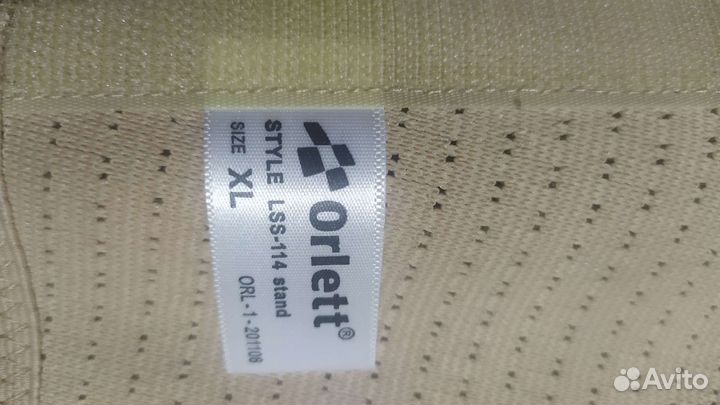 Orlett®
STYLE LSS-114 stand
SIZE XL
ORL-1-201108
Avito